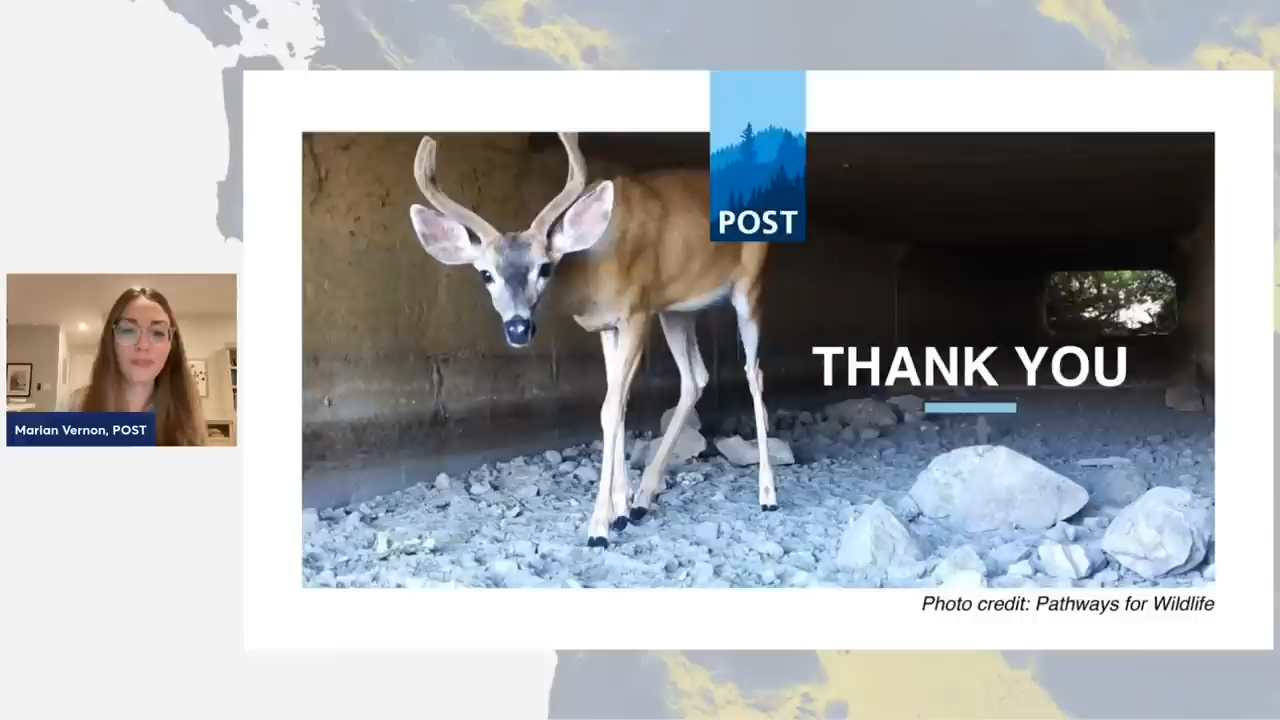 POST
THANK YOU
Marian Vernon, POST
Photo credit: Pathways for Wildlife